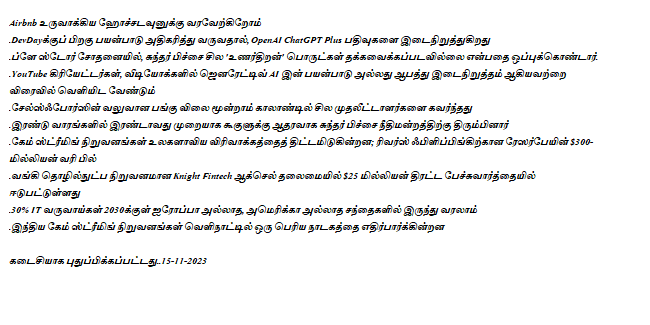 Airbnb உருவாக்கிய ஹோச்சடவுனுக்கு வரவேற்கிறோம்
.DevDayக்குப் பிறகு பயன்பாடு அதிகரித்து வருவதால், OpenAI ChatGPT Plus பதிவுகளை இடைநிறுத்துகிறது
.ப்ளே ஸ்டோர் சோதனையில், சுந்தர் பிச்சை சில 'உணர்திறன்' பொருட்கள் தக்கவைக்கப்படவில்லை என்பதை ஒப்புக்கொண்டார்.
.YouTube கிரியேட்டர்கள், வீடியோக்களில் ஜெனரேட்டிவ் AI இன் பயன்பாடு அல்லது ஆபத்து இடைநிறுத்தம் ஆகியவற்றை
விரைவில் வெளியிட வேண்டும்
.சேல்ஸ்ஃபோர்ஸின் வலுவான பங்கு விலை மூன்றாம் காலாண்டில் சில முதலீட்டாளர்களை கவர்ந்தது
.இரண்டு வாரங்களில் இரண்டாவது முறையாக கூகுளுக்கு ஆதரவாக சுந்தர் பிச்சை நீதிமன்றத்திற்கு திரும்பினார்
.கேம் ஸ்ட்ரீமிங் நிறுவனங்கள் உலகளாவிய விரிவாக்கத்தைத் திட்டமிடுகின்றன; ரிவர்ஸ் ஃபிளிப்பிங்கிற்கான ரேஸர்பேயின் $300-
மில்லியன் வரி பில்
.வங்கி தொழில்நுட்ப நிறுவனமான Knight Fintech ஆக்செல் தலைமையில் $25 மில்லியன் திரட்ட பேச்சுவார்த்தையில்
ஈடுபட்டுள்ளது
.30% IT வருவாய்கள் 2030க்குள் ஐரோப்பா அல்லாத, அமெரிக்கா அல்லாத சந்தைகளில் இருந்து வரலாம்
.இந்திய கேம் ஸ்ட்ரீமிங் நிறுவனங்கள் வெளிநாட்டில் ஒரு பெரிய நாடகத்தை எதிர்பார்க்கின்றன
கடைசியாக புதுப்பிக்கப்பட்டது..15-11-2023